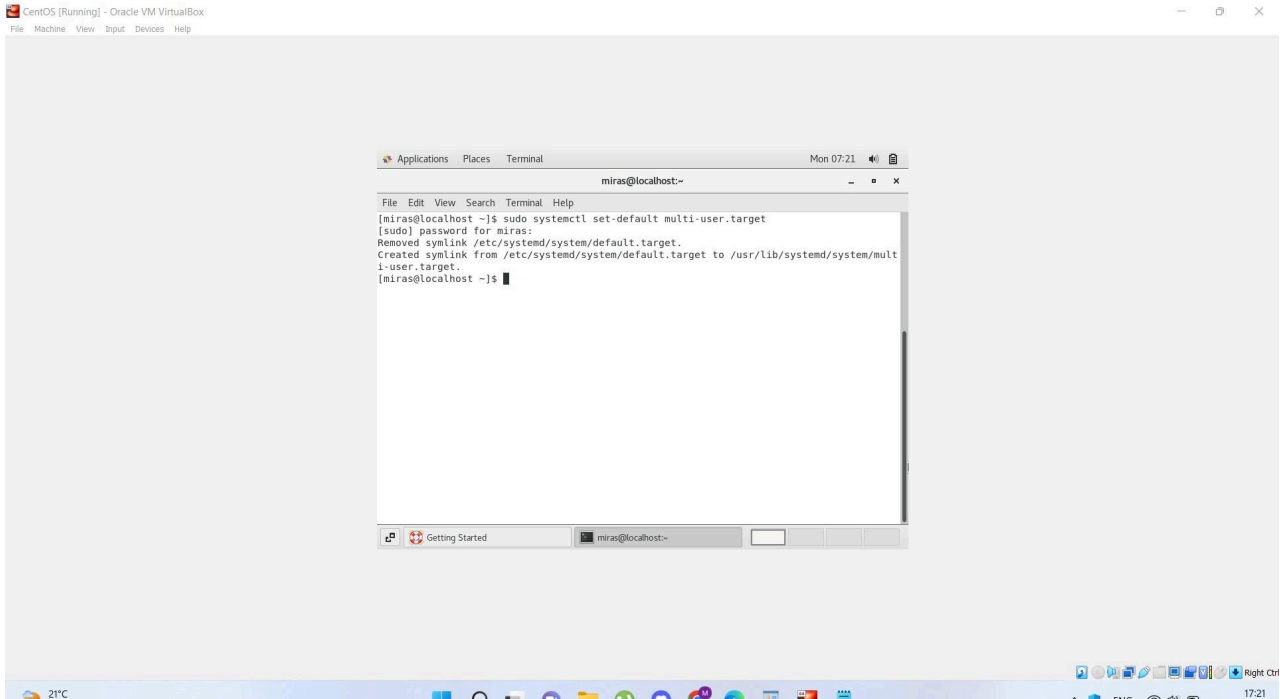 CentOS [Running] - Oracle VM VirtualBox
File Machine View Input Devices Help
Applications Places Terminal Mon 07:21
miras@localhost:~
File Edit View Search Terminal Help
[miras@localhost ~]$ sudo systemctl set-default multi-user.target
[sudo] password for miras:
Removed symlink /etc/systemd/system/default.target.
Created symlink from /etc/systemd/system/default.target to /usr/lib/systemd/system/mult
i-user.target.
[miras@localhost ~]$
Getting Started miras@localhost:~
Right Ctrl
21°C M ENG 17:21